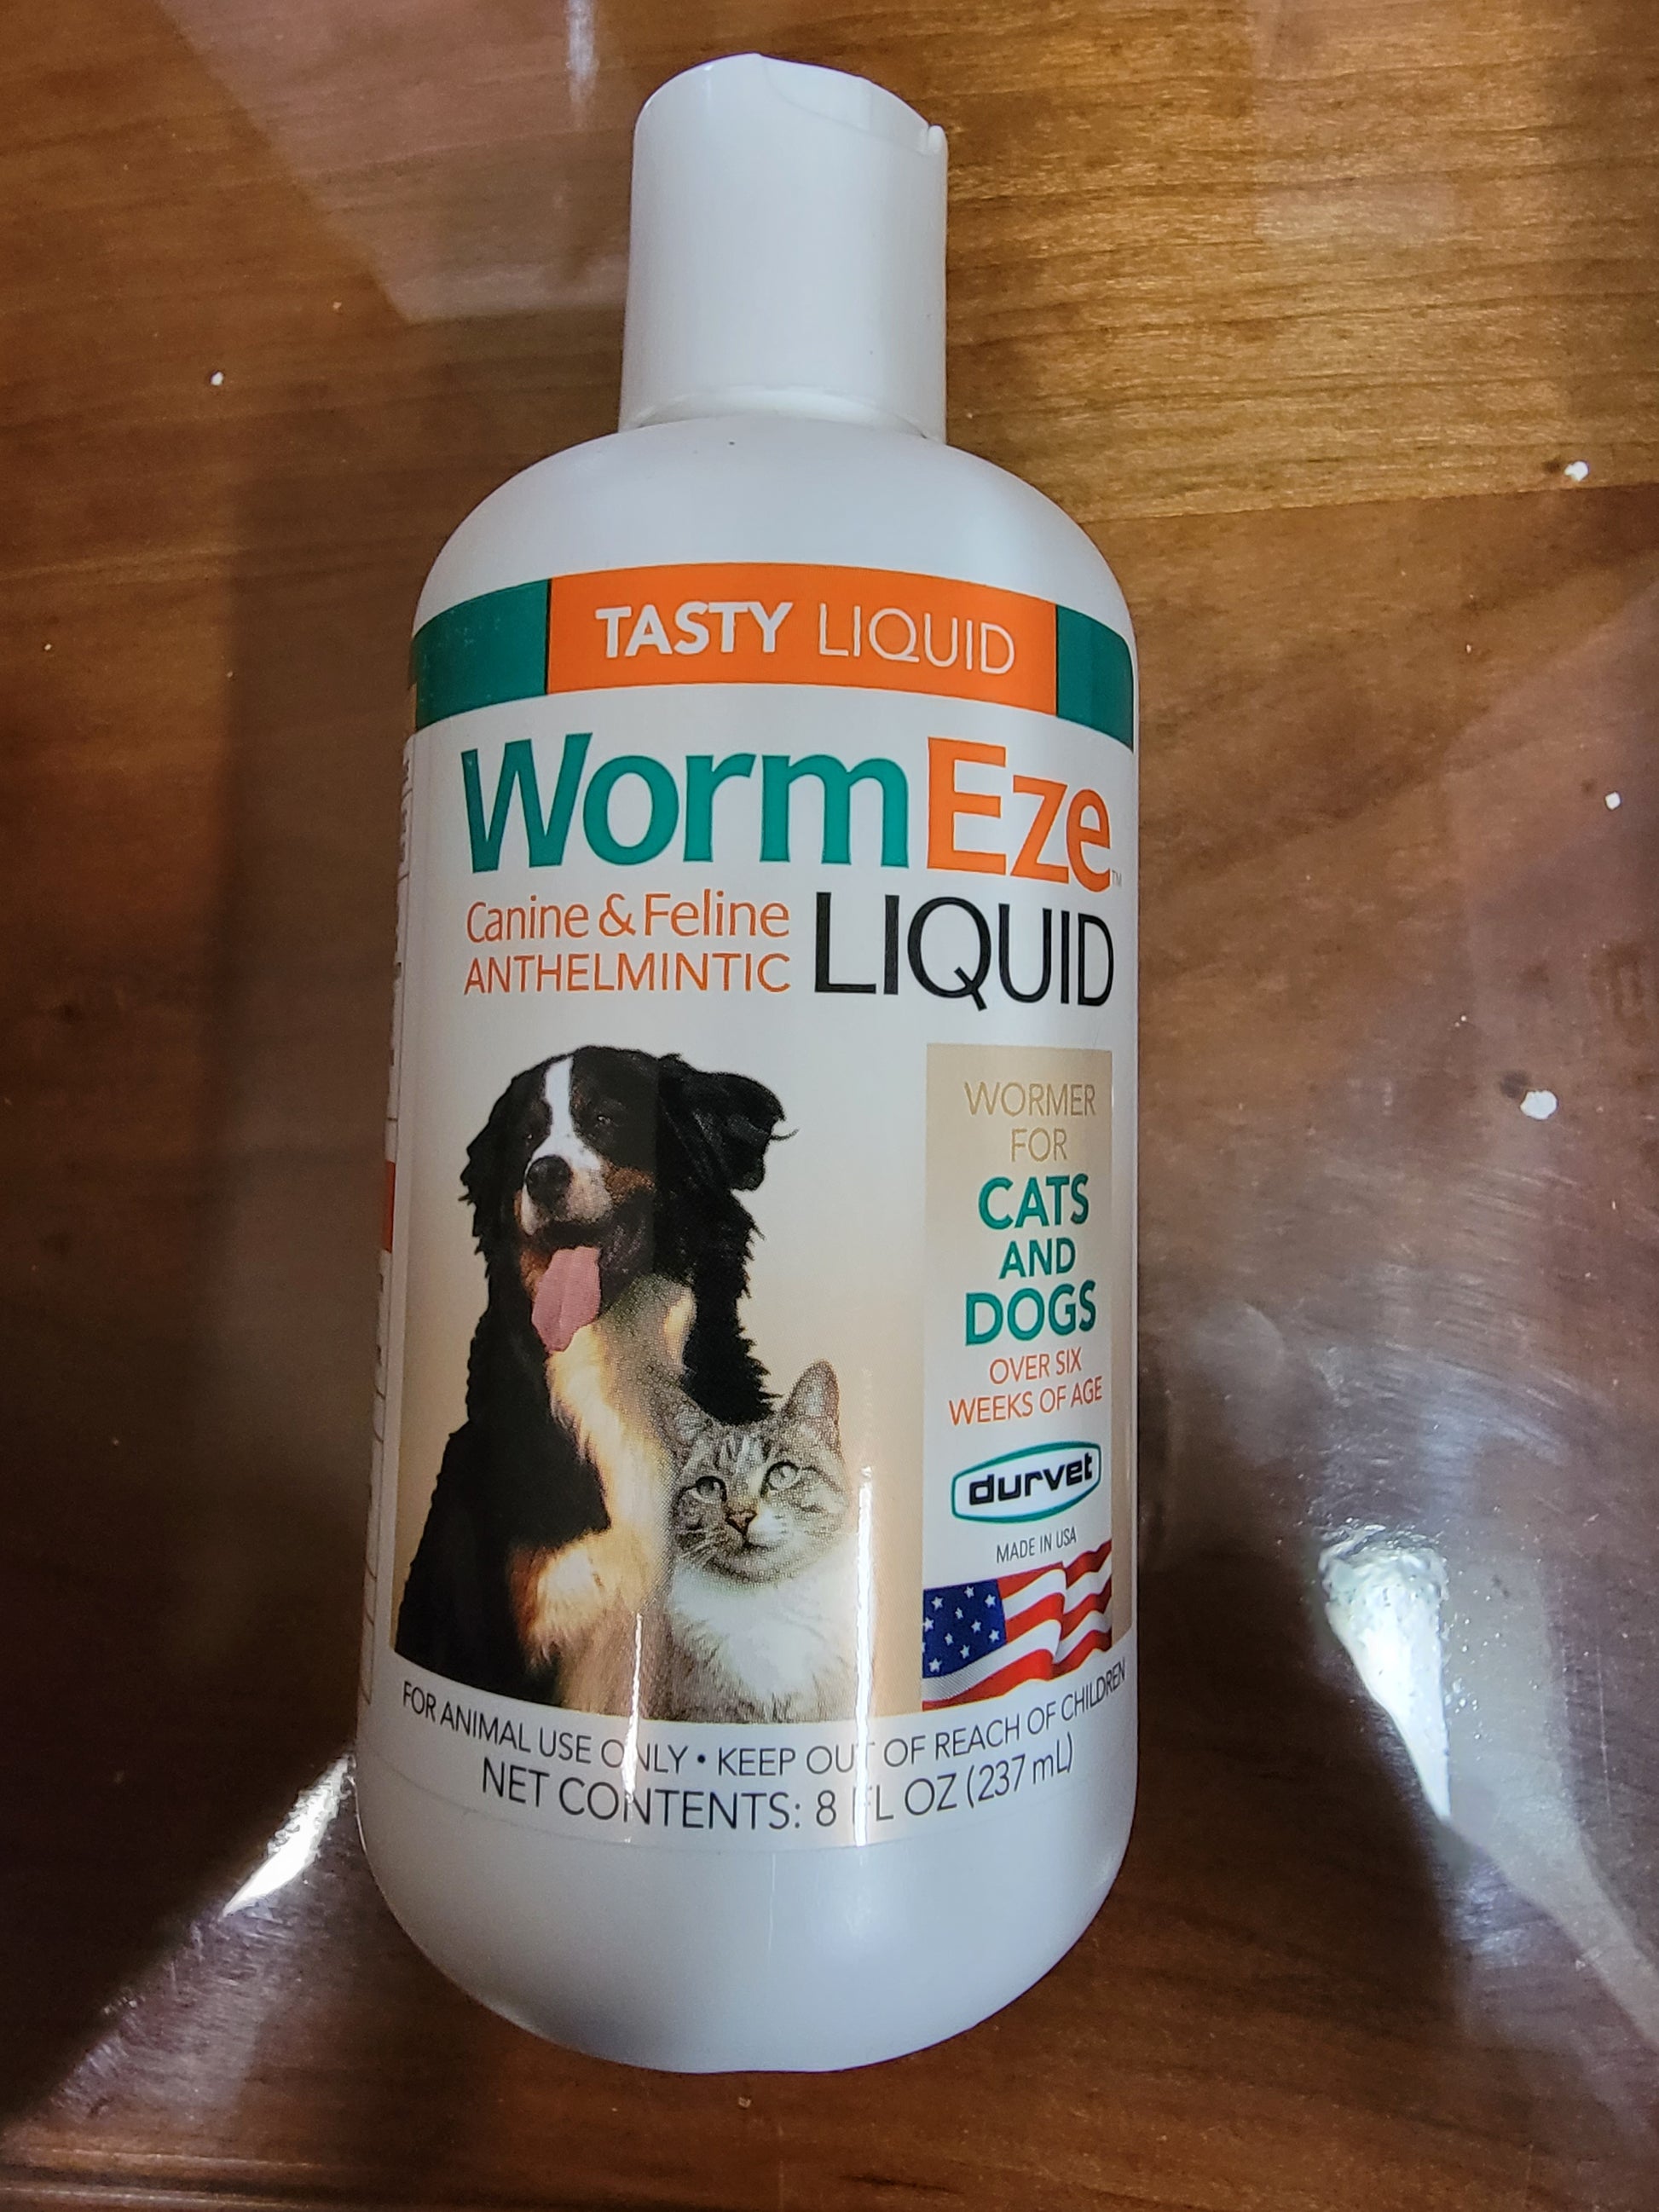 TASTY LIQUID
WormEze™
Canine & Feline
ANTHELMINTIC
LIQUID
WORMER
FOR
CATS
AND
DOGS
OVER SIX
WEEKS OF AGE
durvet
MADE IN USA
FOR ANIMAL USE ONLY • KEEP OUT OF REACH OF CHILDREN
NET CONTENTS: 8 FL OZ (237 mL)